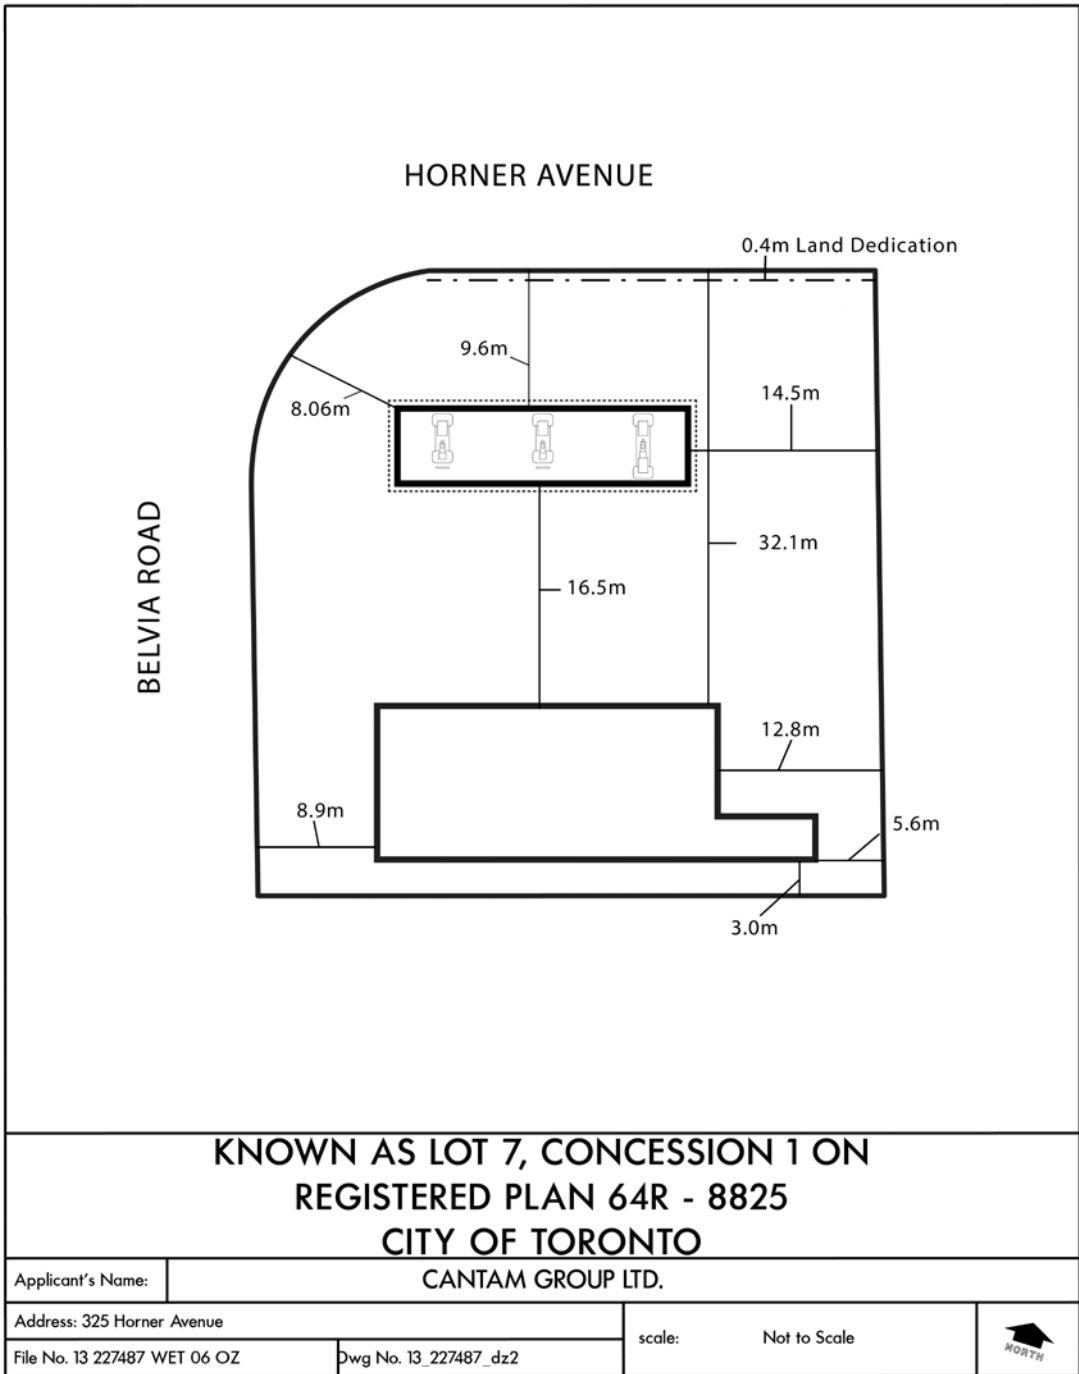 HORNER AVENUE
0.4m Land Dedication
9.6m
8.06m
14.5m
BELVIA ROAD
32.1m
16.5m
12.8m
8.9m
5.6m
3.0m
KNOWN AS LOT 7, CONCESSION 1 ON
REGISTERED PLAN 64R - 8825
CITY OF TORONTO
Applicant's Name: CANTAM GROUP LTD.
Address: 325 Horner Avenue
File No. 13 227487 WET 06 OZ Dwg No. 13_227487_dz2
scale: Not to Scale
NORTH